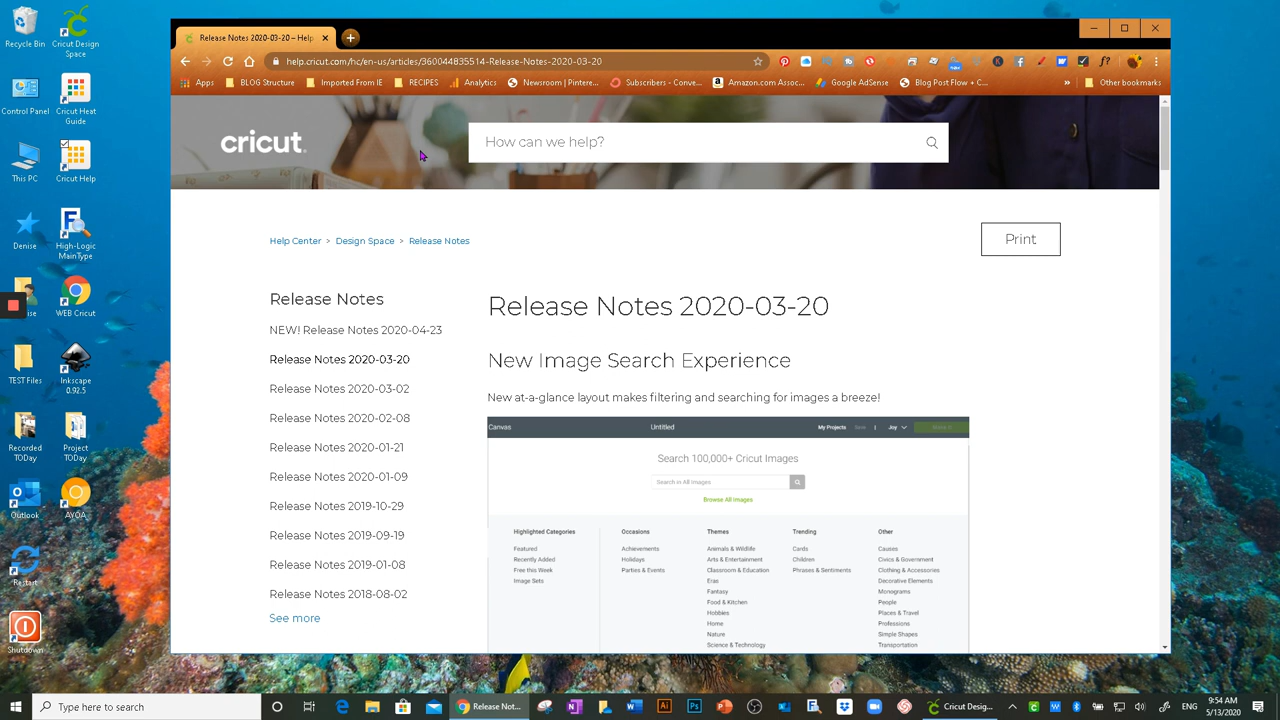 Recycle Bin
Cricut Design
Space
Control Panel
Cricut Heat
Guide
This PC
Cricut Help
Denise
High-Logic
MainType
WEB Cricut
TEST Files
Inkscape
0.92.5
Recorded
TODay
Project
TODay
Outlook
AYOA
Restart
Shutdown
Release Notes 2020-03-20 – Help
help.cricut.com/hc/en-us/articles/360044835514-Release-Notes-2020-03-20
Apps BLOG Structure Imported From IE RECIPES Analytics Newsroom | Pinteres... Subscribers - Conve... Amazon.com Assoc... Google AdSense Blog Post Flow + C... » Other bookmarks
cricut
How can we help?
Help Center > Design Space > Release Notes
Print
Release Notes
NEW! Release Notes 2020-04-23
Release Notes 2020-03-20
Release Notes 2020-03-02
Release Notes 2020-02-08
Release Notes 2020-01-21
Release Notes 2020-01-09
Release Notes 2019-10-29
Release Notes 2019-09-19
Release Notes 2019-01-08
Release Notes 2018-08-02
See more
Release Notes 2020-03-20
New Image Search Experience
New at-a-glance layout makes filtering and searching for images a breeze!
Canvas Untitled My Projects Save | Joy Make It
Search 100,000+ Cricut Images
Search in All Images
Browse All Images
Highlighted Categories
Featured
Recently Added
Free this Week
Image Sets
Occasions
Achievements
Holidays
Parties & Events
Themes
Animals & Wildlife
Arts & Entertainment
Classroom & Education
Eras
Fantasy
Food & Kitchen
Hobbies
Home
Nature
Science & Technology
Trending
Cards
Children
Phrases & Sentiments
Other
Causes
Civics & Government
Clothing & Accessories
Decorative Elements
Monograms
People
Places & Travel
Professions
Simple Shapes
Transportation
Type here to search
Release Not...
Cricut Desig...
ENG
9:54 AM
5/13/2020